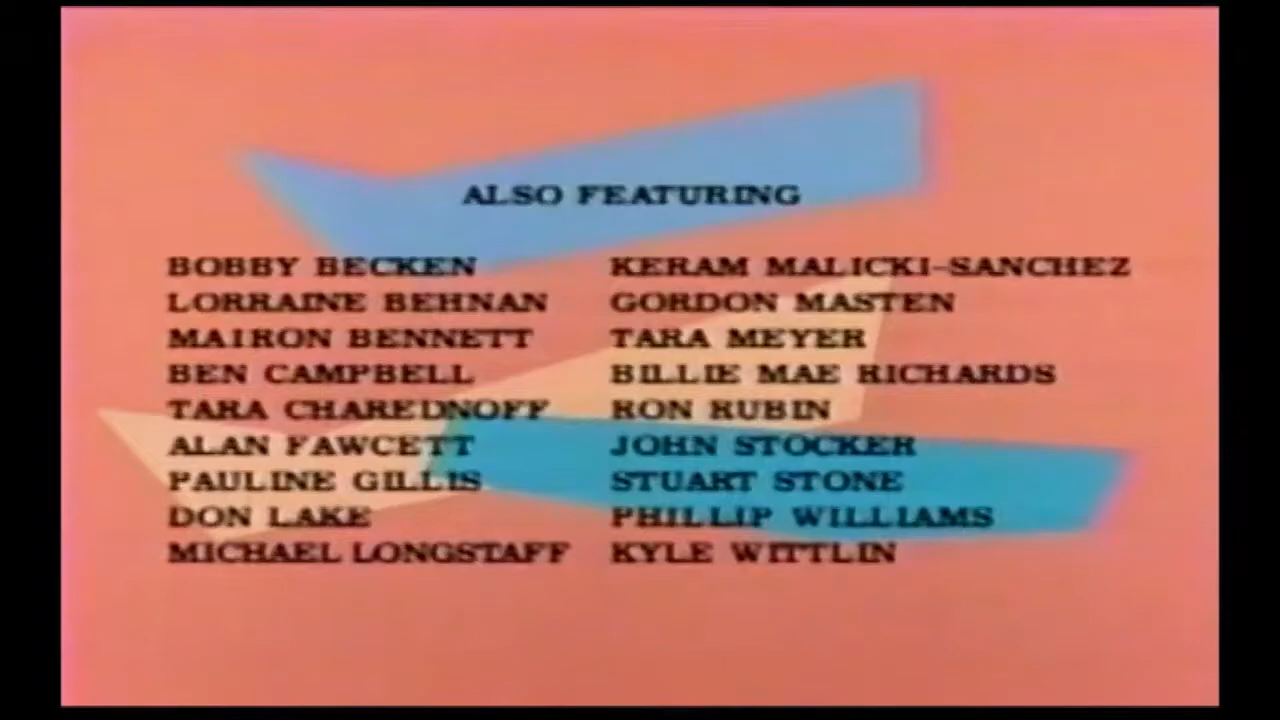 ALSO FEATURING
BOBBY BECKEN
LORRAINE BEHNAN
MAIRON BENNETT
BEN CAMPBELL
TARA CHAREDNOFF
ALAN FAWCETT
PAULINE GILLIS
DON LAKE
MICHAEL LONGSTAFF
KERAM MALICKI-SANCHEZ
GORDON MASTEN
TARA MEYER
BILLIE MAE RICHARDS
RON RUBIN
JOHN STOCKER
STUART STONE
PHILLIP WILLIAMS
KYLE WITTLIN